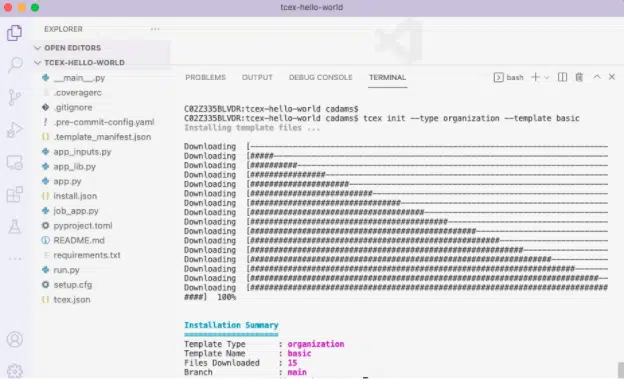 tcex-hello-world
EXPLORER
OPEN EDITORS
TCEX-HELLO-WORLD
__main__.py
.coveragerc
.gitignore
.pre-commit-config.yaml
{} .template_manifest.json
app_inputs.py
app_lib.py
app.py
{} install.json
job_app.py
pyproject.toml
README.md
requirements.txt
run.py
setup.cfg
{} tcex.json
PROBLEMS OUTPUT DEBUG CONSOLE TERMINAL bash
C02Z335BLVDR:tcex-hello-world cadams$
C02Z335BLVDR:tcex-hello-world cadams$ tcex init --type organization --template basic
Installing template files ...
Downloading [--------------------------------------------------------------------------
Downloading [#####---------------------------------------------------------------------
Downloading [##########----------------------------------------------------------------
Downloading [################----------------------------------------------------------
Downloading [#####################-----------------------------------------------------
Downloading [##########################------------------------------------------------
Downloading [################################------------------------------------------
Downloading [#####################################-------------------------------------
Downloading [##########################################--------------------------------
Downloading [################################################--------------------------
Downloading [#####################################################---------------------
Downloading [##########################################################----------------
Downloading [################################################################----------
Downloading [#####################################################################-----
Downloading [##########################################################################--
Downloading [############################################################################
####] 100%
Installation Summary
====================
Template Type : organization
Template Name : basic
Files Downloaded : 15
Branch : main